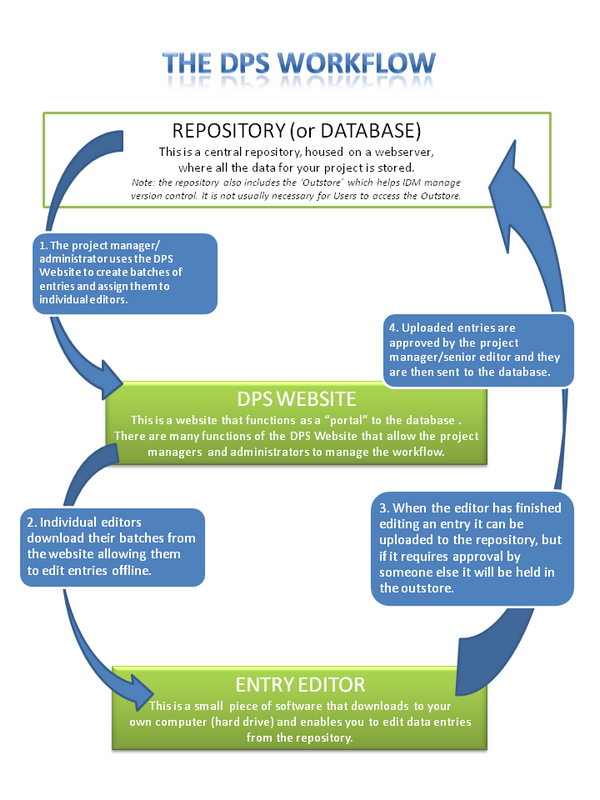 THE DPS WORKFLOW
REPOSITORY (or DATABASE)
This is a central repository, housed on a webserver,
where all the data for your project is stored.
Note: the repository also includes the 'Outstore' which helps IDM manage
version control. It is not usually necessary for Users to access the Outstore.
1. The project manager/
administrator uses the DPS
Website to create batches of
entries and assign them to
individual editors.
4. Uploaded entries are
approved by the project
manager/senior editor and they
are then sent to the database.
DPS WEBSITE
This is a website that functions as a “portal” to the database .
There are many functions of the DPS Website that allow the project
managers and administrators to manage the workflow.
2. Individual editors
download their batches from
the website allowing them
to edit entries offline.
3. When the editor has finished
editing an entry it can be
uploaded to the repository, but
if it requires approval by
someone else it will be held in
the outstore.
ENTRY EDITOR
This is a small piece of software that downloads to your
own computer (hard drive) and enables you to edit data entries
from the repository.